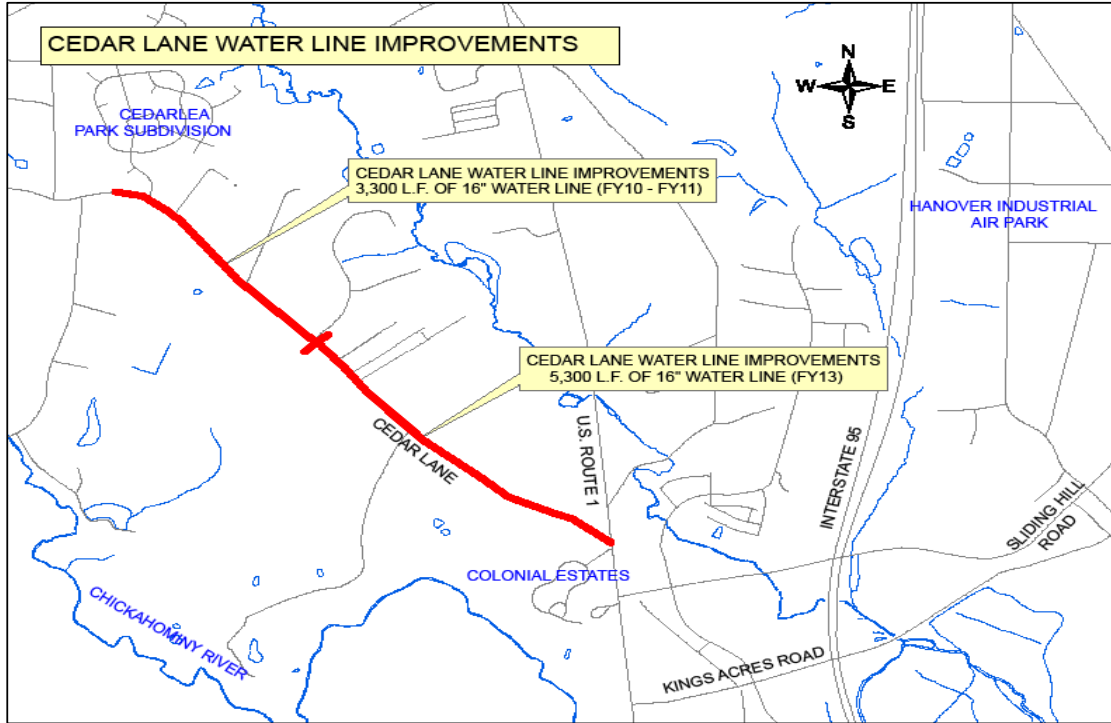 CEDAR LANE WATER LINE IMPROVEMENTS
N
W E
S
CEDARLEA
PARK SUBDIVISION
CEDAR LANE WATER LINE IMPROVEMENTS
3,300 L.F. OF 16" WATER LINE (FY10 - FY11)
HANOVER INDUSTRIAL
AIR PARK
CEDAR LANE WATER LINE IMPROVEMENTS
5,300 L.F. OF 16" WATER LINE (FY13)
CEDAR LANE
U.S. ROUTE 1
INTERSTATE 95
SLIDING HILL
ROAD
COLONIAL ESTATES
CHICKAHOMINY RIVER
KINGS ACRES ROAD